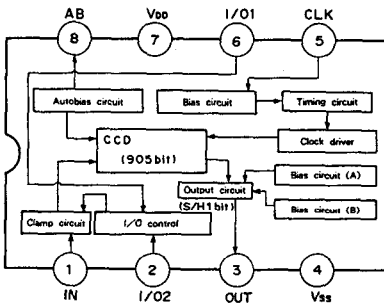 AB VDD I/O1 CLK
8 7 6 5
Autobias circuit Bias circuit Timing circuit
CCD Clock driver
(905bit)
Bias circuit (A)
Output circuit
(S/H1bit)
Bias circuit (B)
Clamp circuit I/O control
1 2 3 4
IN I/O2 OUT Vss